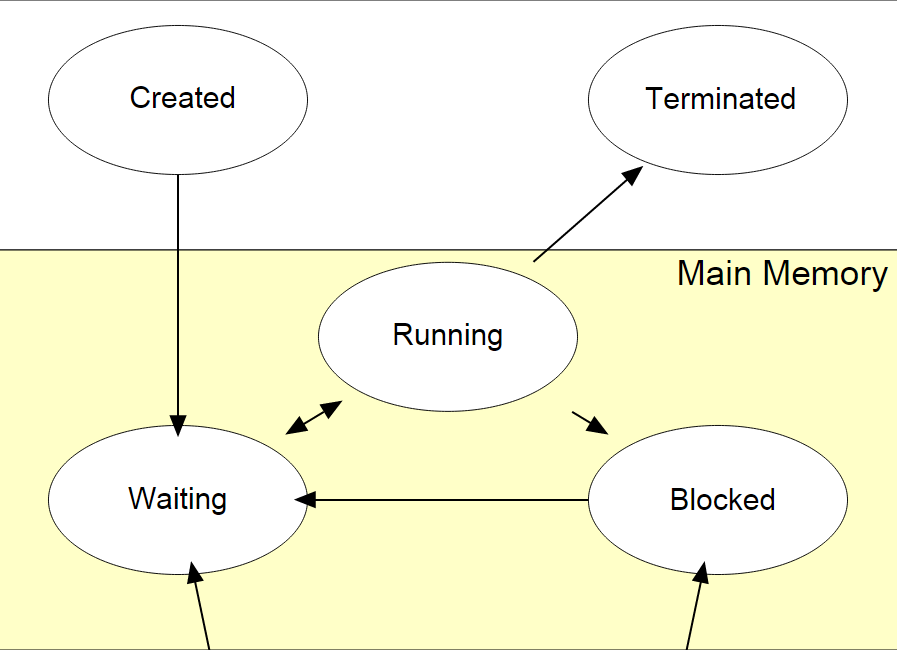 Created
Terminated
Main Memory
Running
Waiting
Blocked